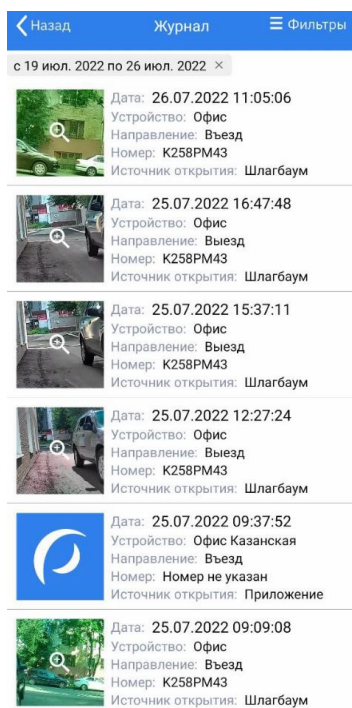 Назад
Журнал
Фильтры
с 19 июл. 2022 по 26 июл. 2022 ×
Дата: 26.07.2022 11:05:06
Устройство: Офис
Направление: Въезд
Номер: К258РМ43
Источник открытия: Шлагбаум
Дата: 25.07.2022 16:47:48
Устройство: Офис
Направление: Выезд
Номер: К258РМ43
Источник открытия: Шлагбаум
Дата: 25.07.2022 15:37:11
Устройство: Офис
Направление: Выезд
Номер: К258РМ43
Источник открытия: Шлагбаум
Дата: 25.07.2022 12:27:24
Устройство: Офис
Направление: Выезд
Номер: К258РМ43
Источник открытия: Шлагбаум
Дата: 25.07.2022 09:37:52
Устройство: Офис Казанская
Направление: Въезд
Номер: Номер не указан
Источник открытия: Приложение
Дата: 25.07.2022 09:09:08
Устройство: Офис
Направление: Въезд
Номер: К258РМ43
Источник открытия: Шлагбаум